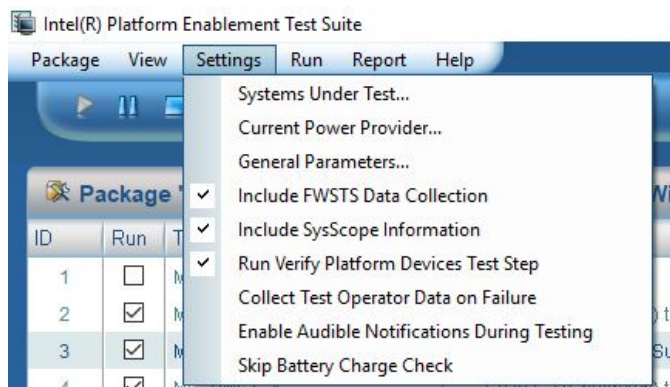 Intel(R) Platform Enablement Test Suite
Package View Settings Run Report Help
Systems Under Test...
Current Power Provider...
General Parameters...
Package
Include FWSTS Data Collection
ID Run
Include SysScope Information
1
Run Verify Platform Devices Test Step
2
Collect Test Operator Data on Failure
Enable Audible Notifications During Testing
3
Skip Battery Charge Check